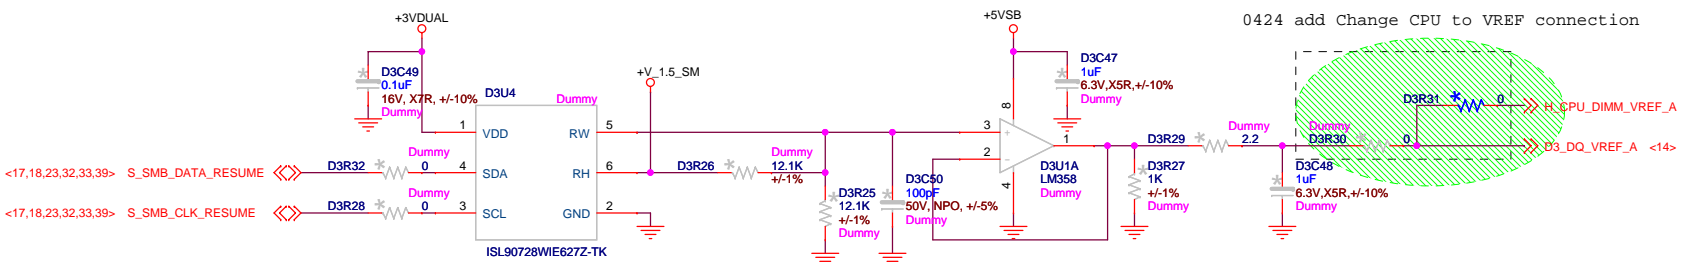 0424 add Change CPU to VREF connection
+3VDUAL
+5VSB
+V_1.5_SM
D3C49
0.1uF
16V, X7R, +/-10%
Dummy
D3U4
Dummy
1
VDD
RW
5
4
SDA
RH
6
3
SCL
GND
2
ISL90728WIE627Z-TK
<17,18,23,32,33,39>
S_SMB_DATA_RESUME
D3R32
Dummy
0
<17,18,23,32,33,39>
S_SMB_CLK_RESUME
D3R28
Dummy
0
D3R26
Dummy
12.1K
+/-1%
D3R25
12.1K
+/-1%
Dummy
D3C50
100pF
50V, NPO, +/-5%
Dummy
D3C47
1uF
6.3V,X5R,+/-10%
Dummy
3
+
2
-
8
4
1
D3U1A
LM358
Dummy
D3R29
Dummy
2.2
D3R27
1K
+/-1%
Dummy
D3C48
1uF
6.3V,X5R,+/-10%
Dummy
Dummy
D3R30
0
D3R31
0
H_CPU_DIMM_VREF_A
D3_DQ_VREF_A
<14>